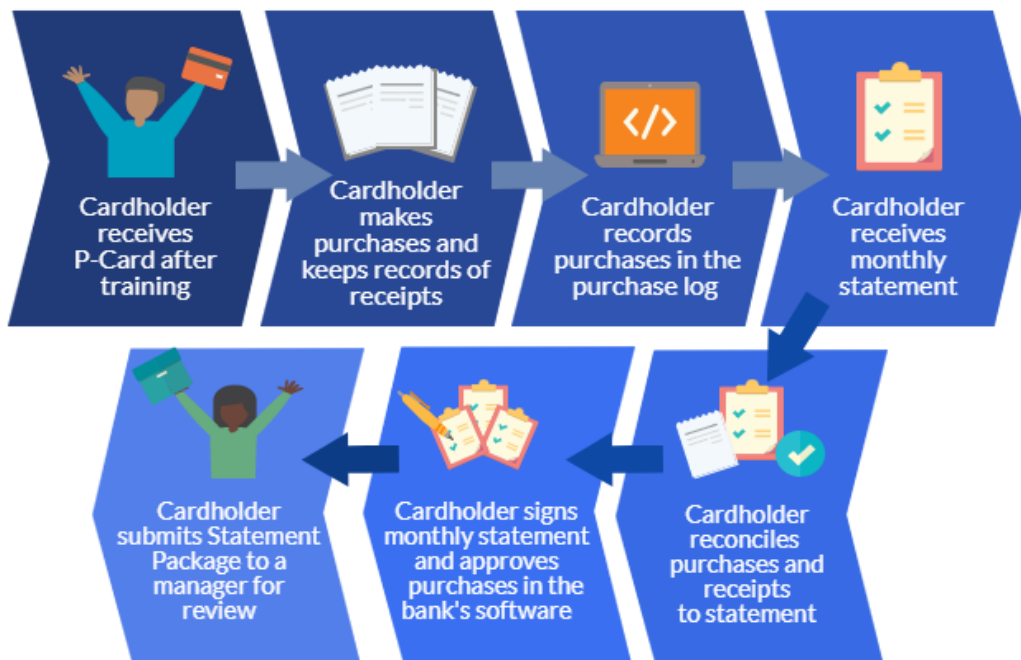 Cardholder
receives
P-Card after
training
Cardholder
makes
purchases and
keeps records of
receipts
Cardholder
records
purchases in the
purchase log
Cardholder
receives
monthly
statement
Cardholder
reconciles
purchases and
receipts
to statement
Cardholder signs
monthly statement
and approves
purchases in the
bank's software
Cardholder
submits Statement
Package to a
manager for
review